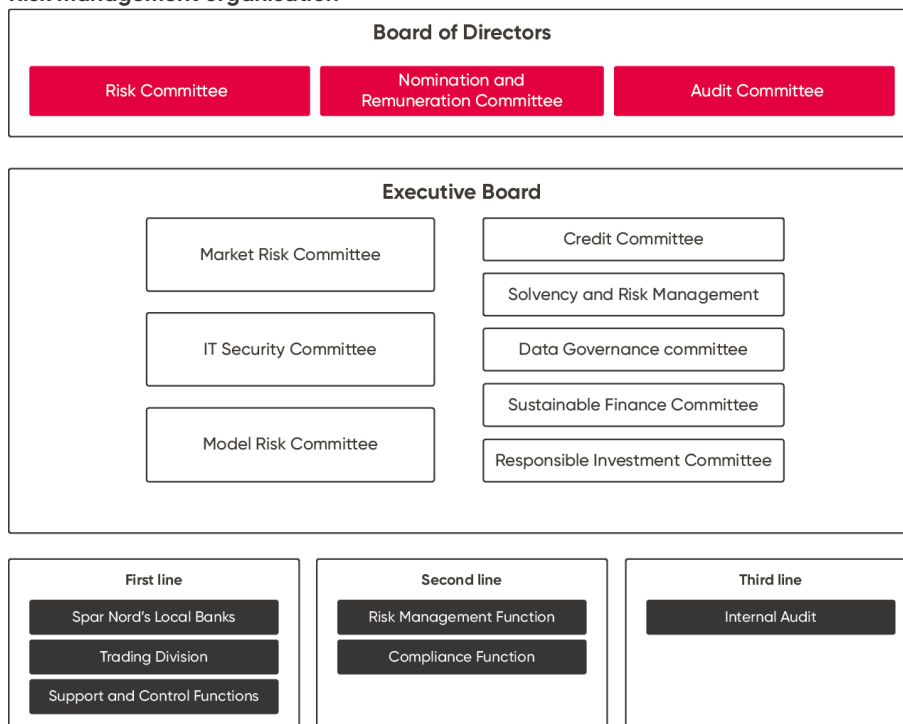 Risk management organisation
Board of Directors
Risk Committee
Nomination and
Remuneration Committee
Audit Committee
Executive Board
Market Risk Committee
IT Security Committee
Model Risk Committee
Credit Committee
Solvency and Risk Management
Data Governance committee
Sustainable Finance Committee
Responsible Investment Committee
First line
Spar Nord's Local Banks
Trading Division
Support and Control Functions
Second line
Risk Management Function
Compliance Function
Third line
Internal Audit